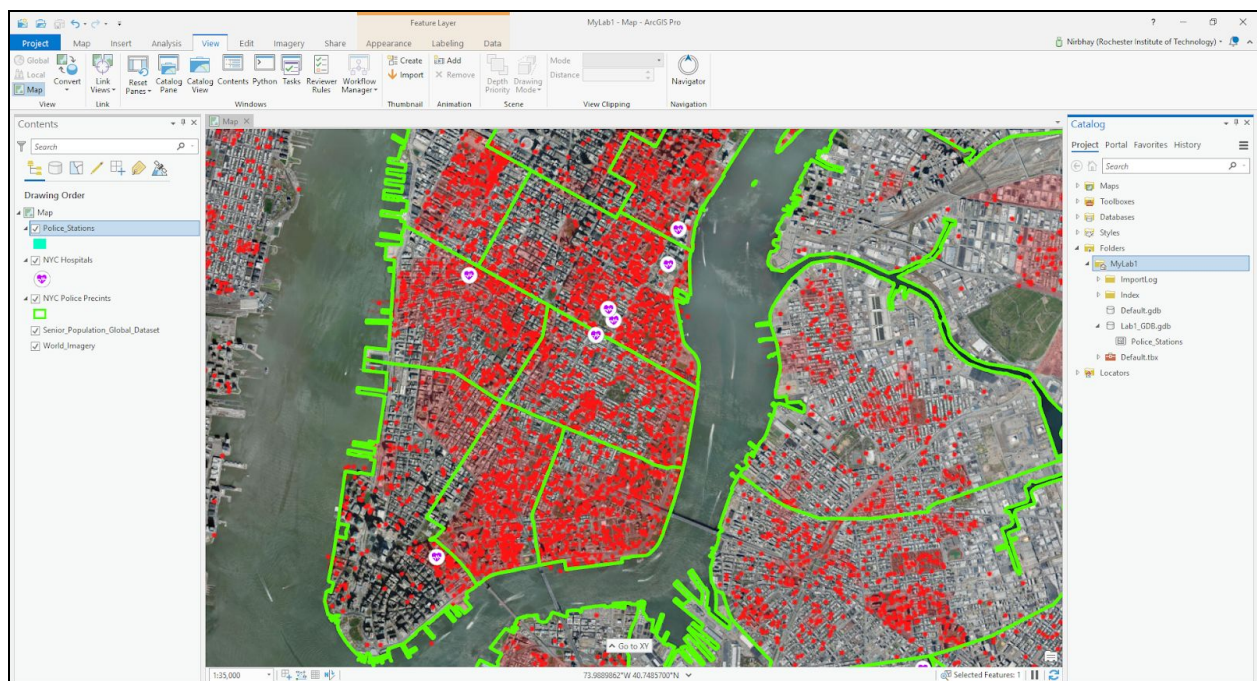 Feature Layer
MyLab1 - Map - ArcGIS Pro
?
Project Map Insert Analysis View Edit Imagery Share Appearance Labeling Data
Nirbhay (Rochester Institute of Technology)
Global
Local
Map
Convert
Link Views
Reset Panes
Catalog Pane
Catalog View
Contents
Python
Tasks
Reviewer Rules
Workflow Manager
Create
Import
Add
Remove
Depth Priority
Drawing Mode
Mode
Distance
Navigator
View Link Windows Thumbnail Animation Scene View Clipping Navigation
Contents
Search
Drawing Order
Map
Police_Stations
NYC Hospitals
NYC Police Precints
Senior_Population_Global_Dataset
World_Imagery
Map
Go to XY
1:35,000
73.9889862°W 40.7485700°N
Selected Features: 1
Catalog
Project Portal Favorites History
Search
Maps
Toolboxes
Databases
Styles
Folders
MyLab1
ImportLog
Index
Default.gdb
Lab1_GDB.gdb
Police_Stations
Default.tbx
Locators